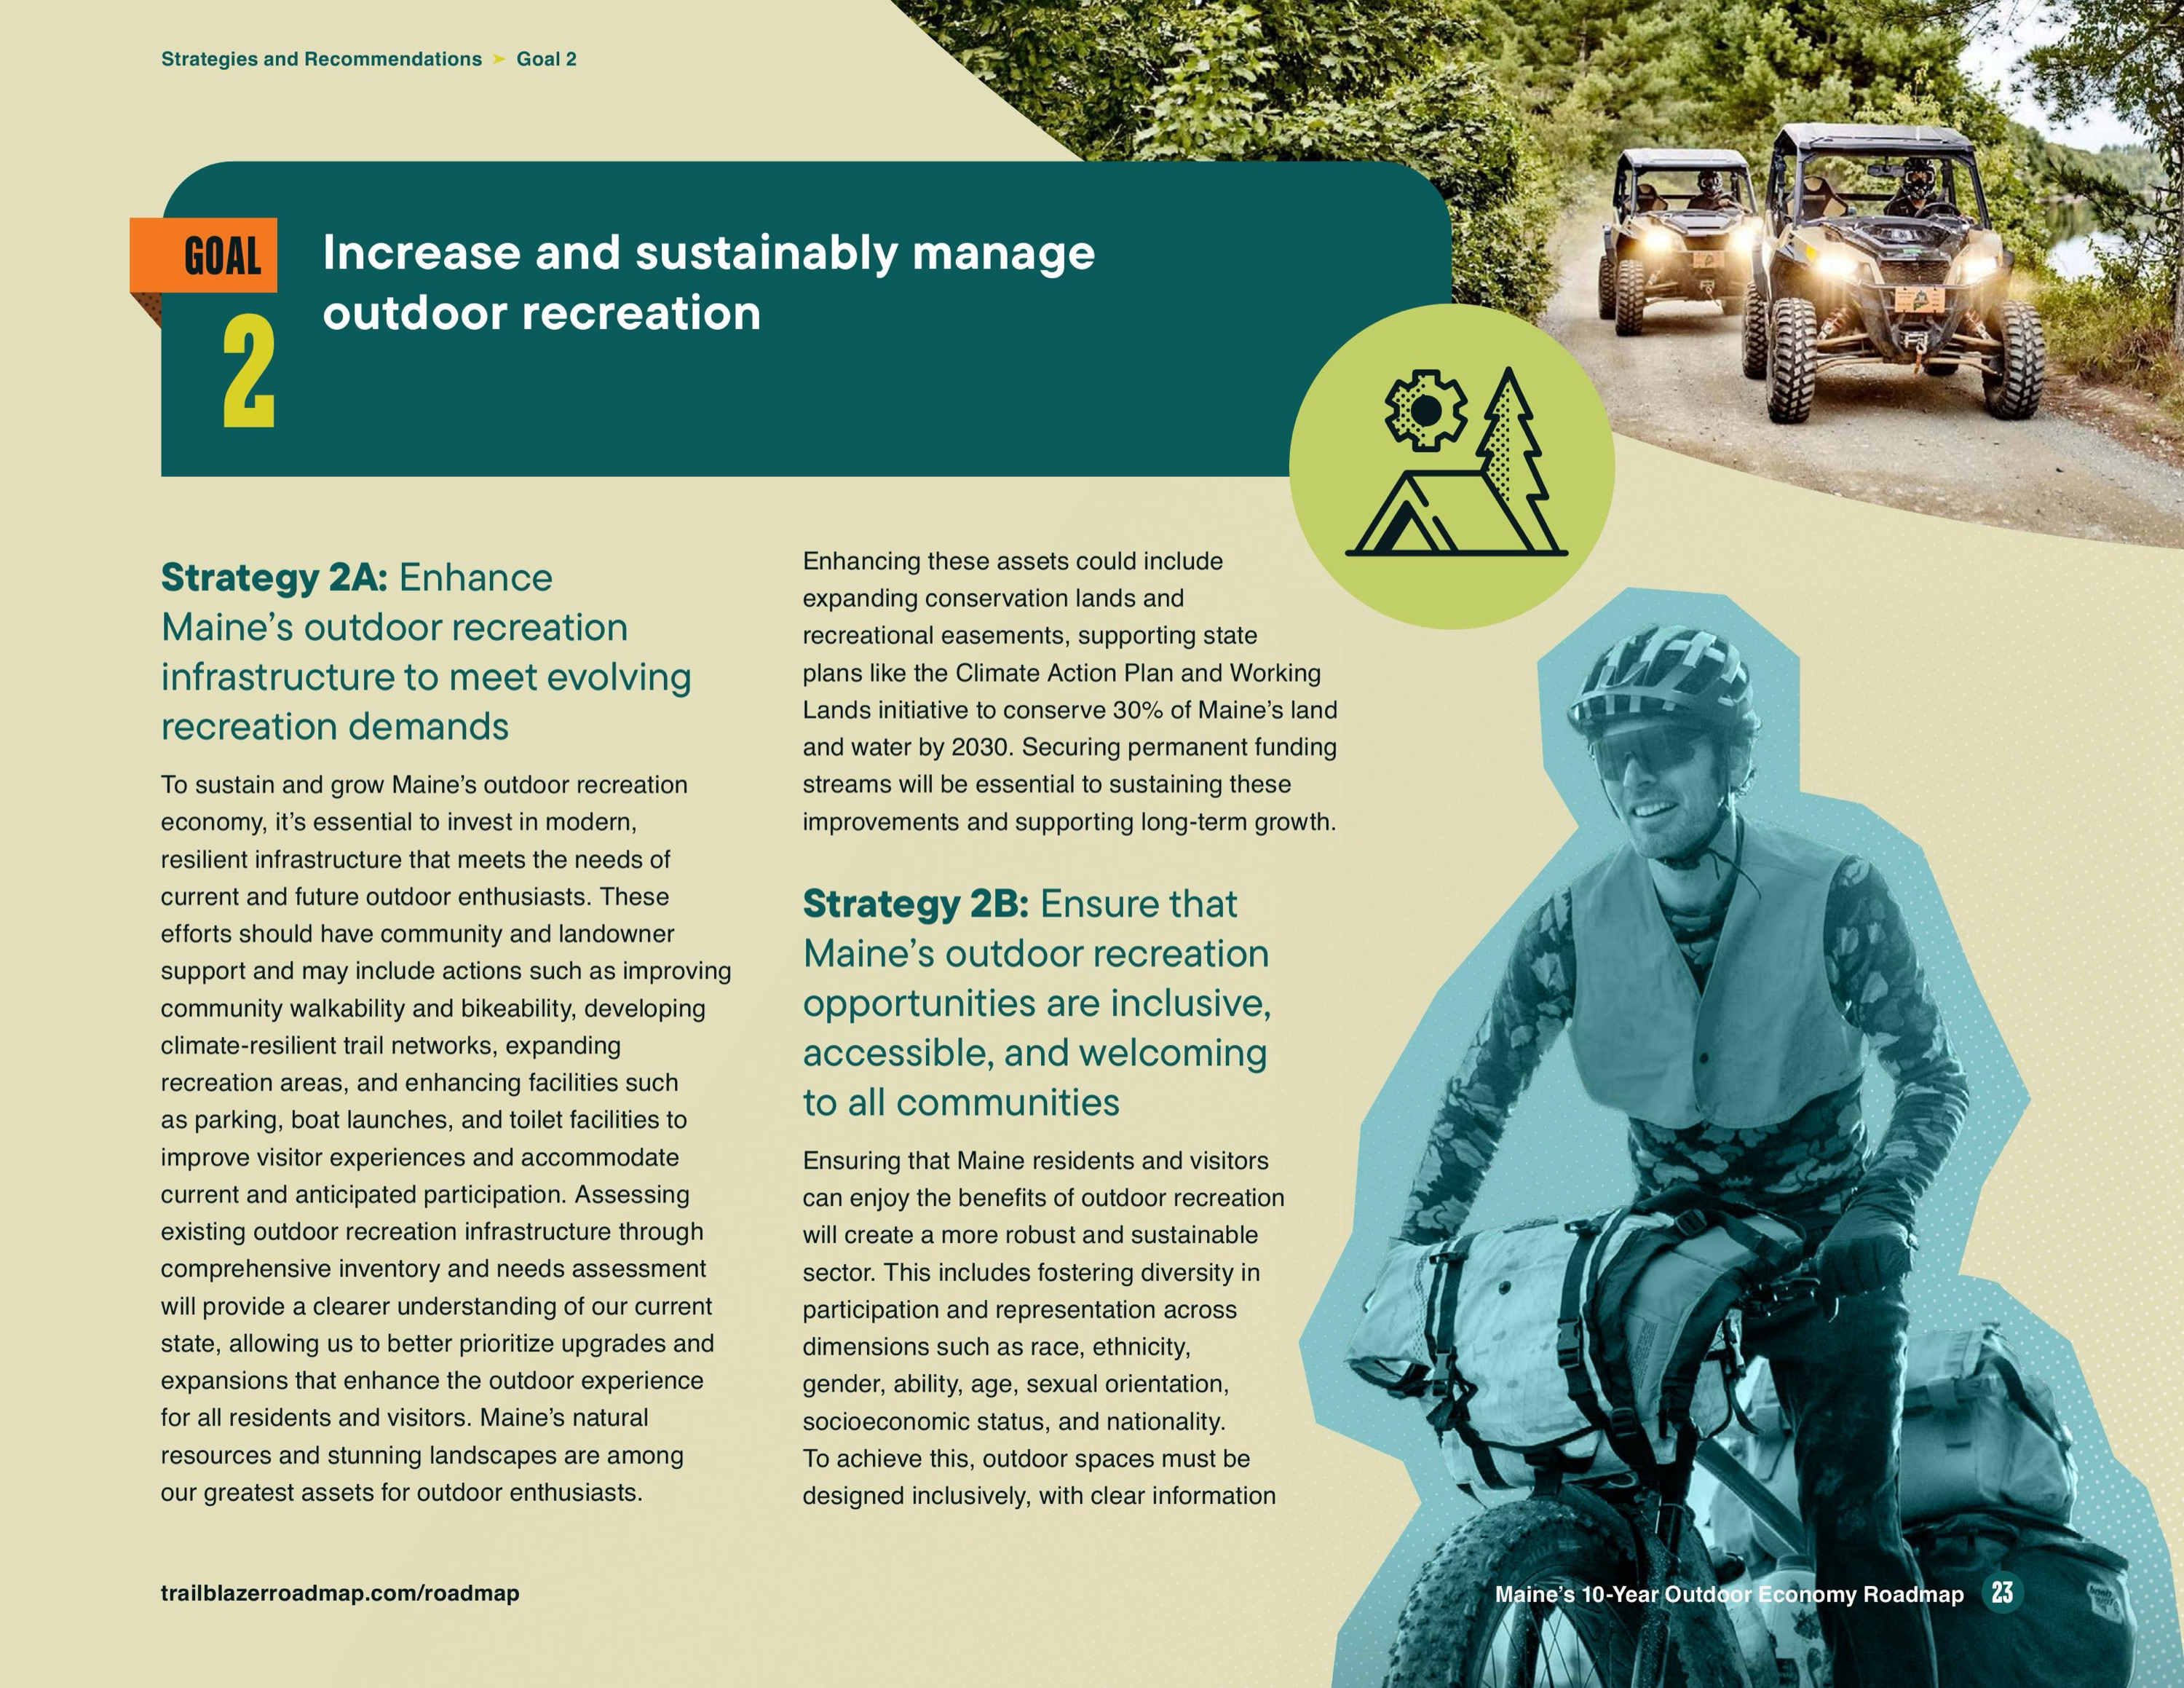 Strategies and Recommendations ➤ Goal 2
GOAL
2
Increase and sustainably manage
outdoor recreation
Strategy 2A: Enhance
Maine’s outdoor recreation
infrastructure to meet evolving
recreation demands
To sustain and grow Maine’s outdoor recreation
economy, it’s essential to invest in modern,
resilient infrastructure that meets the needs of
current and future outdoor enthusiasts. These
efforts should have community and landowner
support and may include actions such as improving
community walkability and bikeability, developing
climate-resilient trail networks, expanding
recreation areas, and enhancing facilities such
as parking, boat launches, and toilet facilities to
improve visitor experiences and accommodate
current and anticipated participation. Assessing
existing outdoor recreation infrastructure through
comprehensive inventory and needs assessment
will provide a clearer understanding of our current
state, allowing us to better prioritize upgrades and
expansions that enhance the outdoor experience
for all residents and visitors. Maine’s natural
resources and stunning landscapes are among
our greatest assets for outdoor enthusiasts.
Enhancing these assets could include
expanding conservation lands and
recreational easements, supporting state
plans like the Climate Action Plan and Working
Lands initiative to conserve 30% of Maine’s land
and water by 2030. Securing permanent funding
streams will be essential to sustaining these
improvements and supporting long-term growth.
Strategy 2B: Ensure that
Maine’s outdoor recreation
opportunities are inclusive,
accessible, and welcoming
to all communities
Ensuring that Maine residents and visitors
can enjoy the benefits of outdoor recreation
will create a more robust and sustainable
sector. This includes fostering diversity in
participation and representation across
dimensions such as race, ethnicity,
gender, ability, age, sexual orientation,
socioeconomic status, and nationality.
To achieve this, outdoor spaces must be
designed inclusively, with clear information
trailblazerroadmap.com/roadmap
Maine’s 10-Year Outdoor Economy Roadmap 23